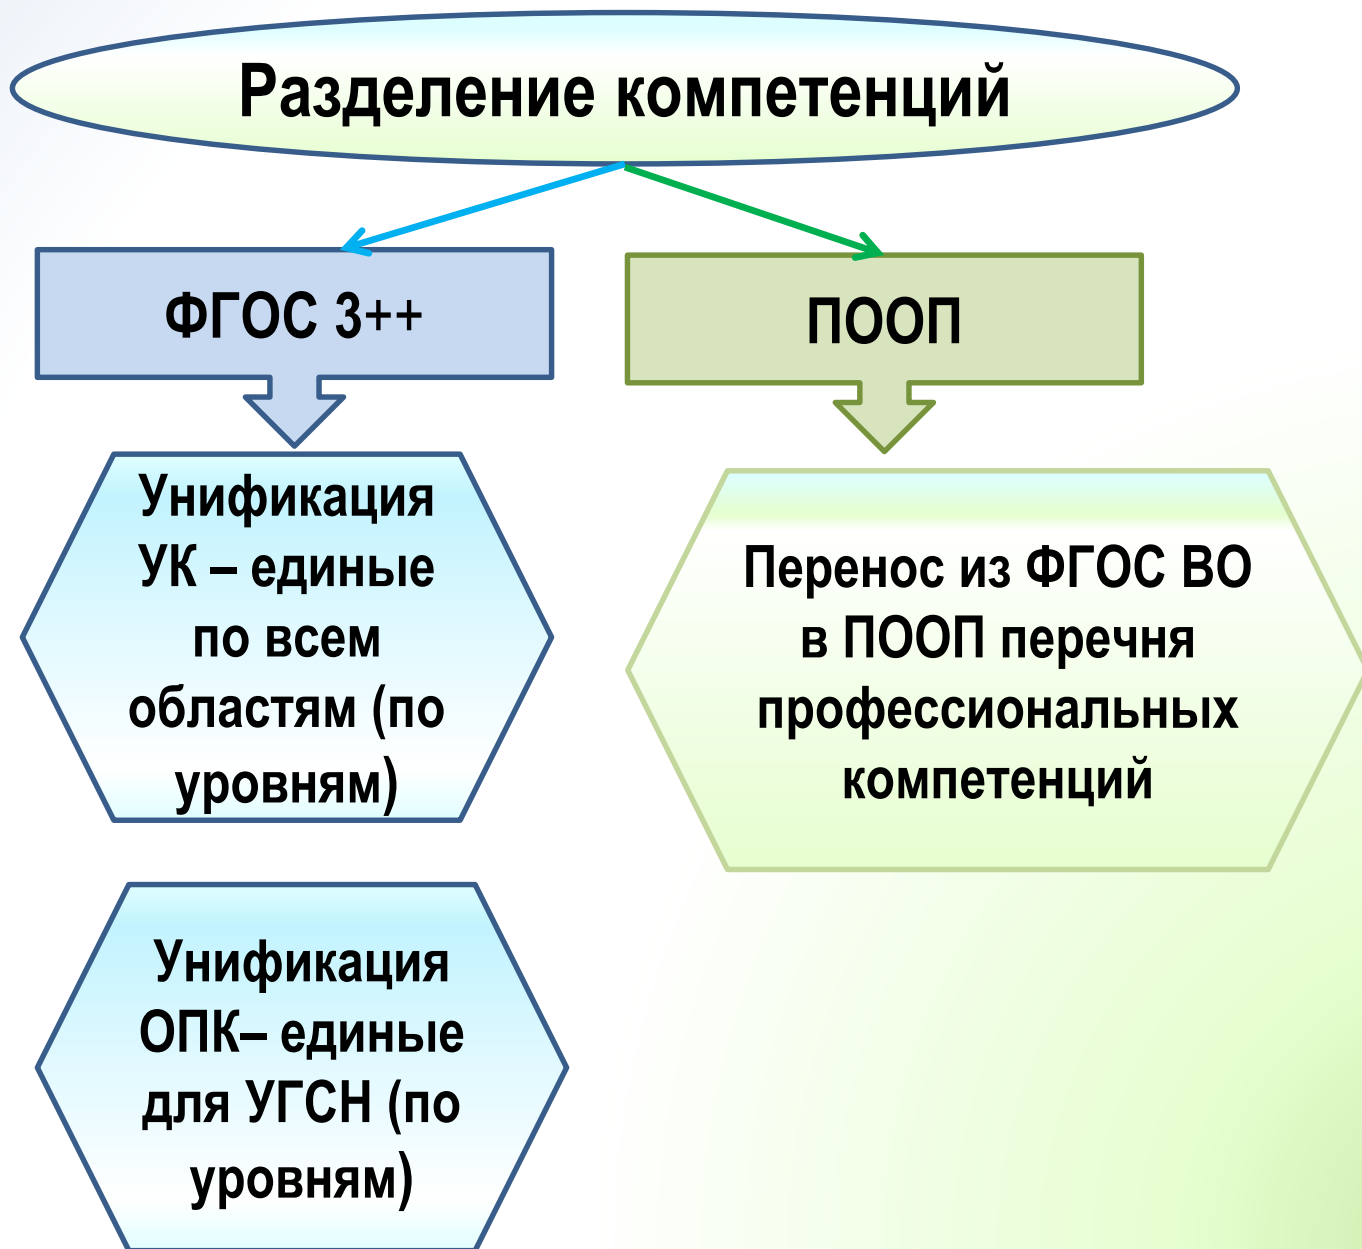 Разделение компетенций
ФГОС 3++
ПООП
Унификация
УК – единые
по всем
областям (по
уровням)
Перенос из ФГОС ВО
в ПООП перечня
профессиональных
компетенций
Унификация
ОПК– единые
для УГСН (по
уровням)